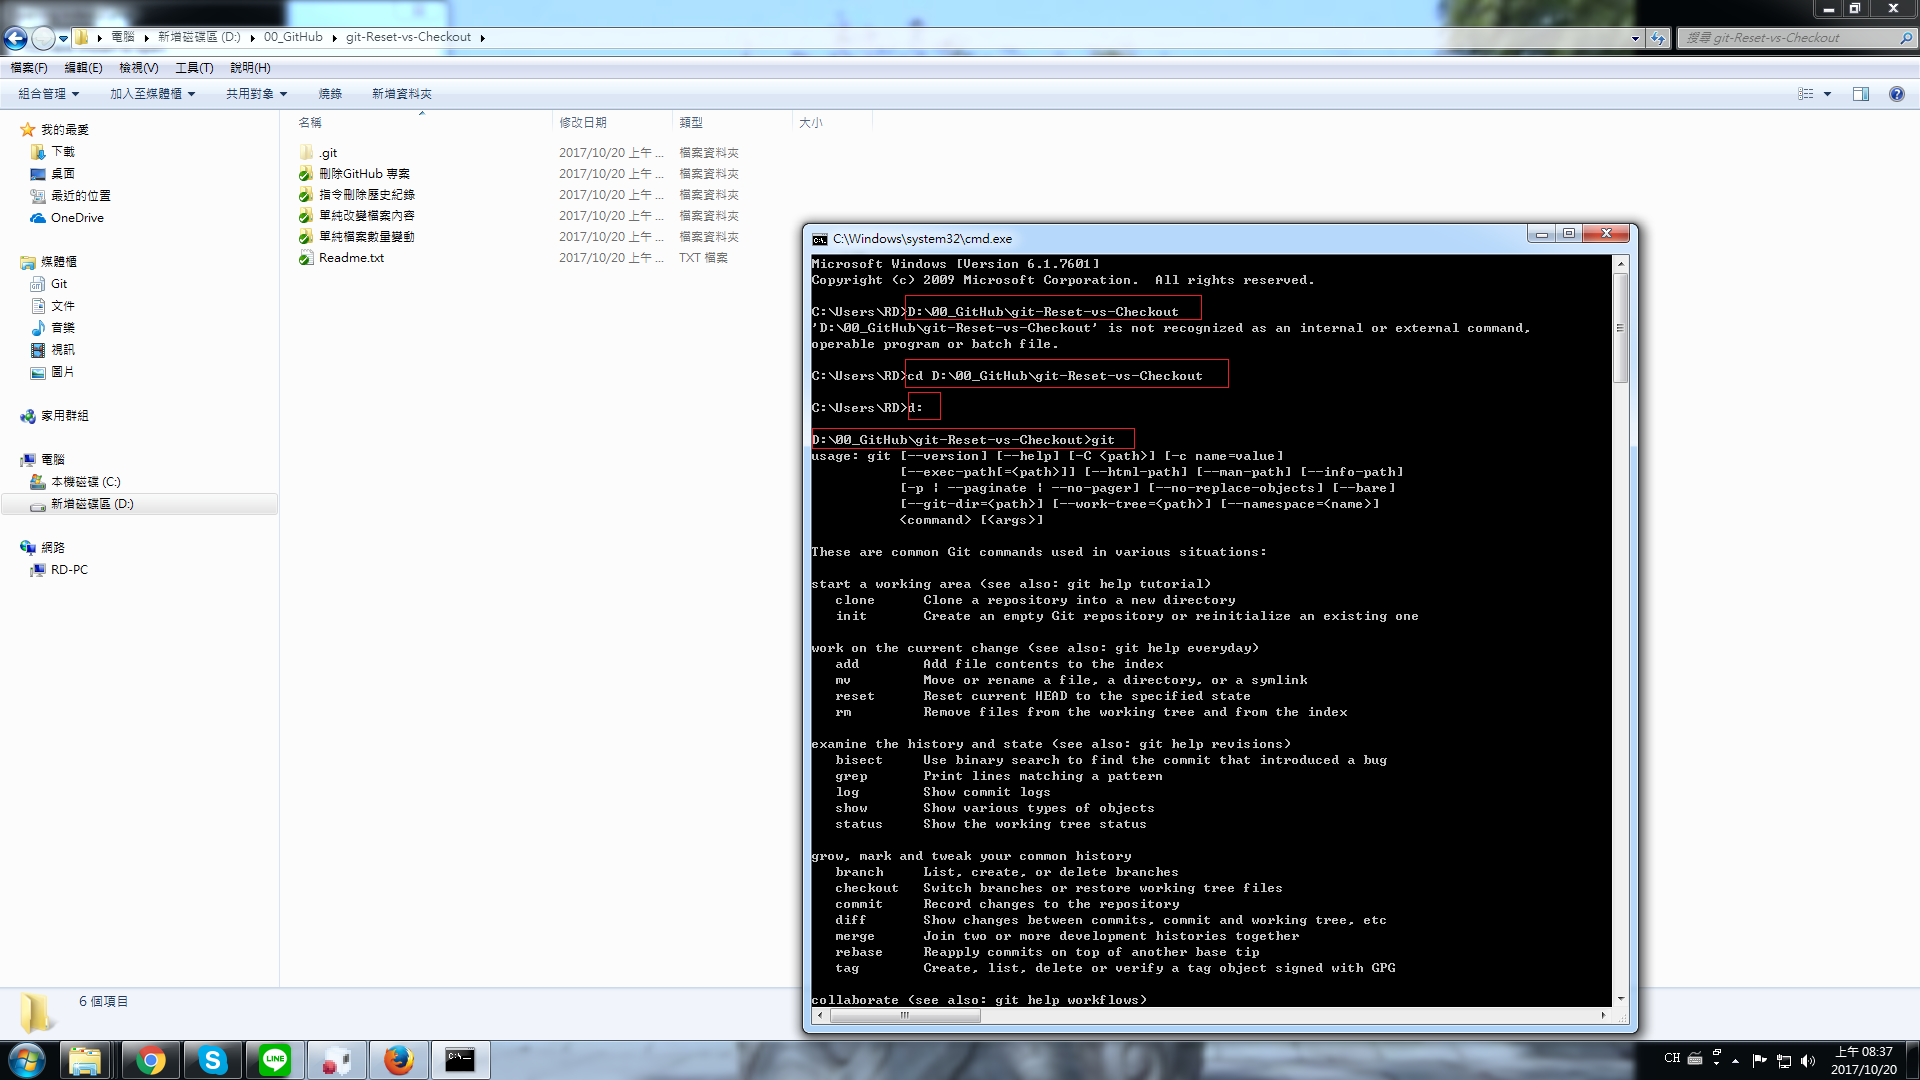 電腦 新增磁碟區 (D:) 00_GitHub git-Reset-vs-Checkout
搜尋 git-Reset-vs-Checkout
檔案(F) 編輯(E) 檢視(V) 工具(T) 說明(H)
組合管理 加入至媒體櫃 共用對象 燒錄 新增資料夾
我的最愛
下載
桌面
最近的位置
OneDrive
媒體櫃
Git
文件
音樂
視訊
圖片
家用群組
電腦
本機磁碟 (C:)
新增磁碟區 (D:)
網路
RD-PC
名稱 修改日期 類型 大小
.git 2017/10/20 上午 ... 檔案資料夾
刪除GitHub 專案 2017/10/20 上午 ... 檔案資料夾
指令刪除歷史紀錄 2017/10/20 上午 ... 檔案資料夾
單純改變檔案內容 2017/10/20 上午 ... 檔案資料夾
單純檔案數量變動 2017/10/20 上午 ... 檔案資料夾
Readme.txt 2017/10/20 上午 ... TXT 檔案
C:\Windows\system32\cmd.exe
Microsoft Windows [Version 6.1.7601]
Copyright (c) 2009 Microsoft Corporation.  All rights reserved.
C:\Users\RD>D:\00_GitHub\git-Reset-vs-Checkout
'D:\00_GitHub\git-Reset-vs-Checkout' is not recognized as an internal or external command,
operable program or batch file.
C:\Users\RD>cd D:\00_GitHub\git-Reset-vs-Checkout
C:\Users\RD>d:
D:\00_GitHub\git-Reset-vs-Checkout>git
usage: git [--version] [--help] [-C <path>] [-c name=value]
[--exec-path[=<path>]] [--html-path] [--man-path] [--info-path]
[-p ¦ --paginate ¦ --no-pager] [--no-replace-objects] [--bare]
[--git-dir=<path>] [--work-tree=<path>] [--namespace=<name>]
<command> [<args>]
These are common Git commands used in various situations:
start a working area (see also: git help tutorial)
clone      Clone a repository into a new directory
init       Create an empty Git repository or reinitialize an existing one
work on the current change (see also: git help everyday)
add        Add file contents to the index
mv         Move or rename a file, a directory, or a symlink
reset      Reset current HEAD to the specified state
rm         Remove files from the working tree and from the index
examine the history and state (see also: git help revisions)
bisect     Use binary search to find the commit that introduced a bug
grep       Print lines matching a pattern
log        Show commit logs
show       Show various types of objects
status     Show the working tree status
grow, mark and tweak your common history
branch     List, create, or delete branches
checkout   Switch branches or restore working tree files
commit     Record changes to the repository
diff       Show changes between commits, commit and working tree, etc
merge      Join two or more development histories together
rebase     Reapply commits on top of another base tip
tag        Create, list, delete or verify a tag object signed with GPG
collaborate (see also: git help workflows)
6 個項目
LINE
C:\_
CH
上午 08:37
2017/10/20